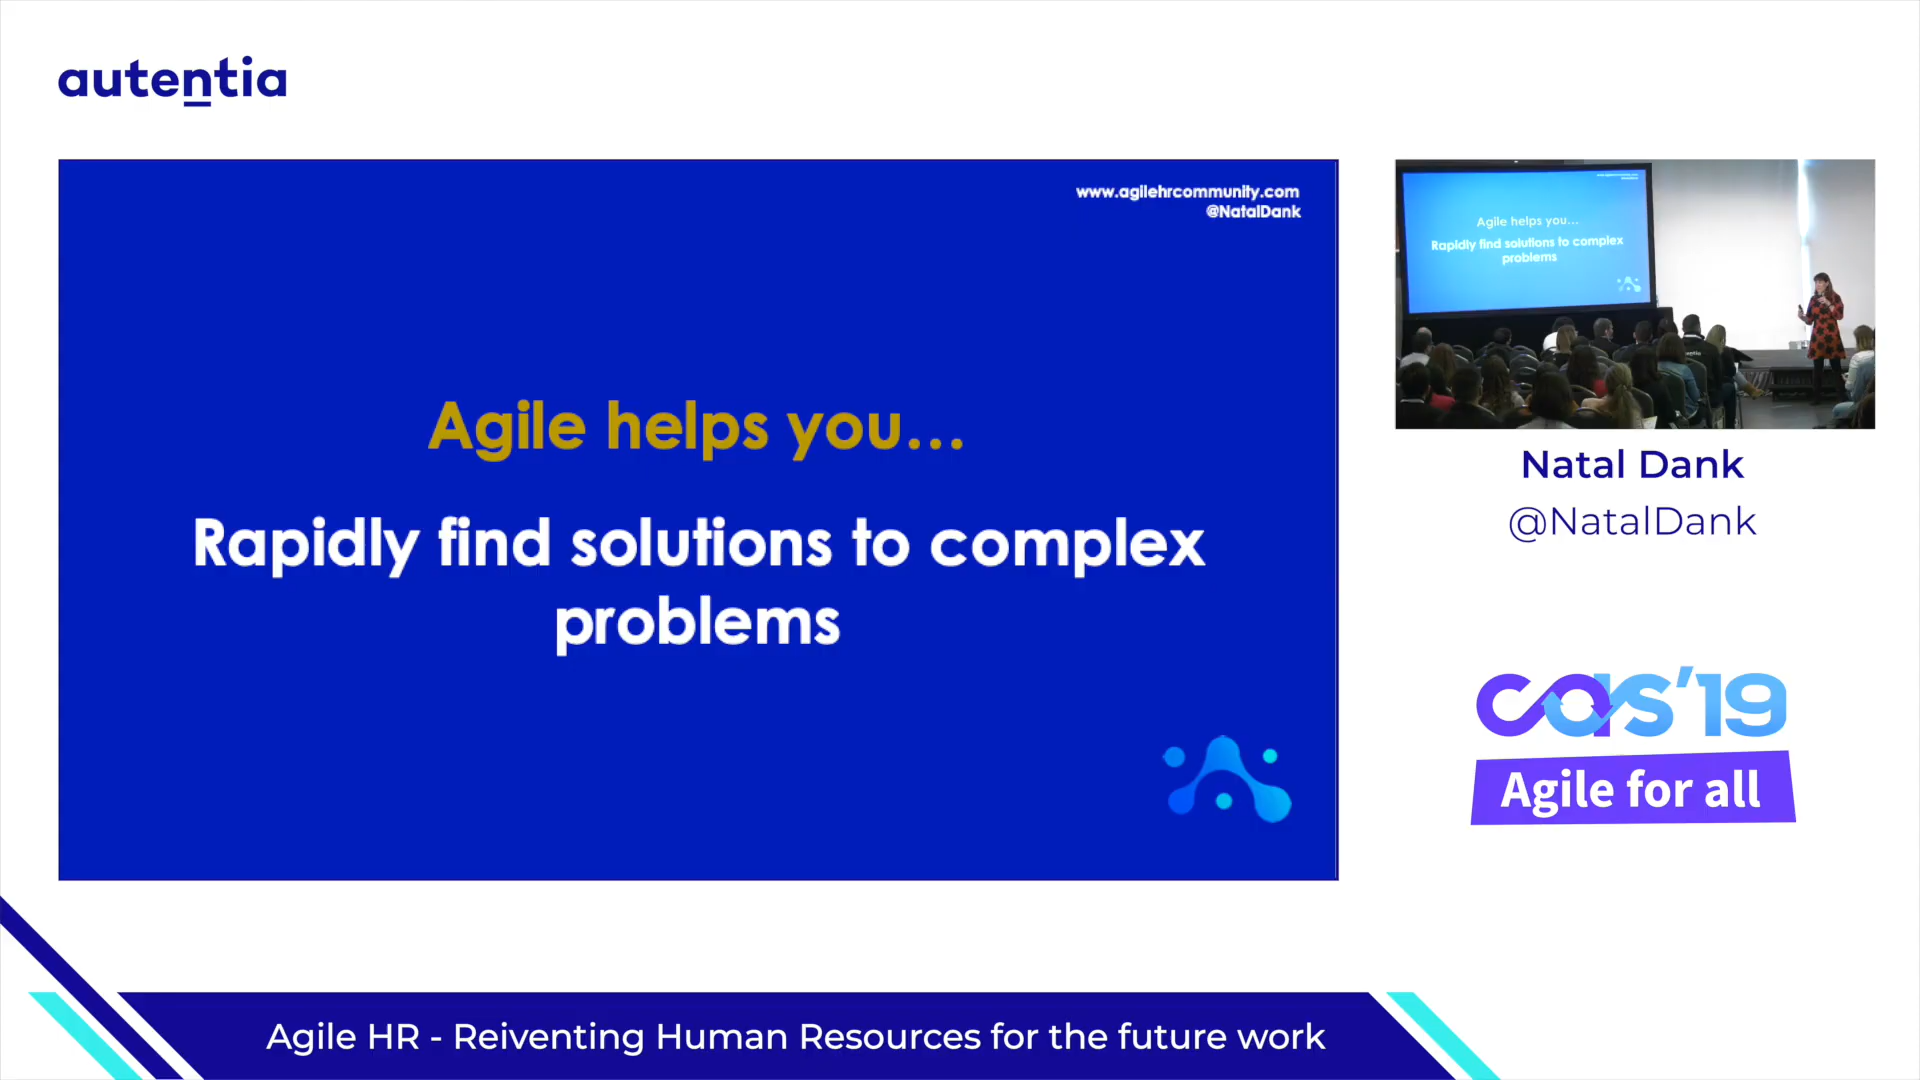 autentia
www.agilehrcommunity.com
@NatalDank
Agile helps you...
Rapidly find solutions to complex
problems
Agile helps you...
Rapidly find solutions to complex
problems
Natal Dank
@NatalDank
cas'19
Agile for all
Agile HR - Reiventing Human Resources for the future work